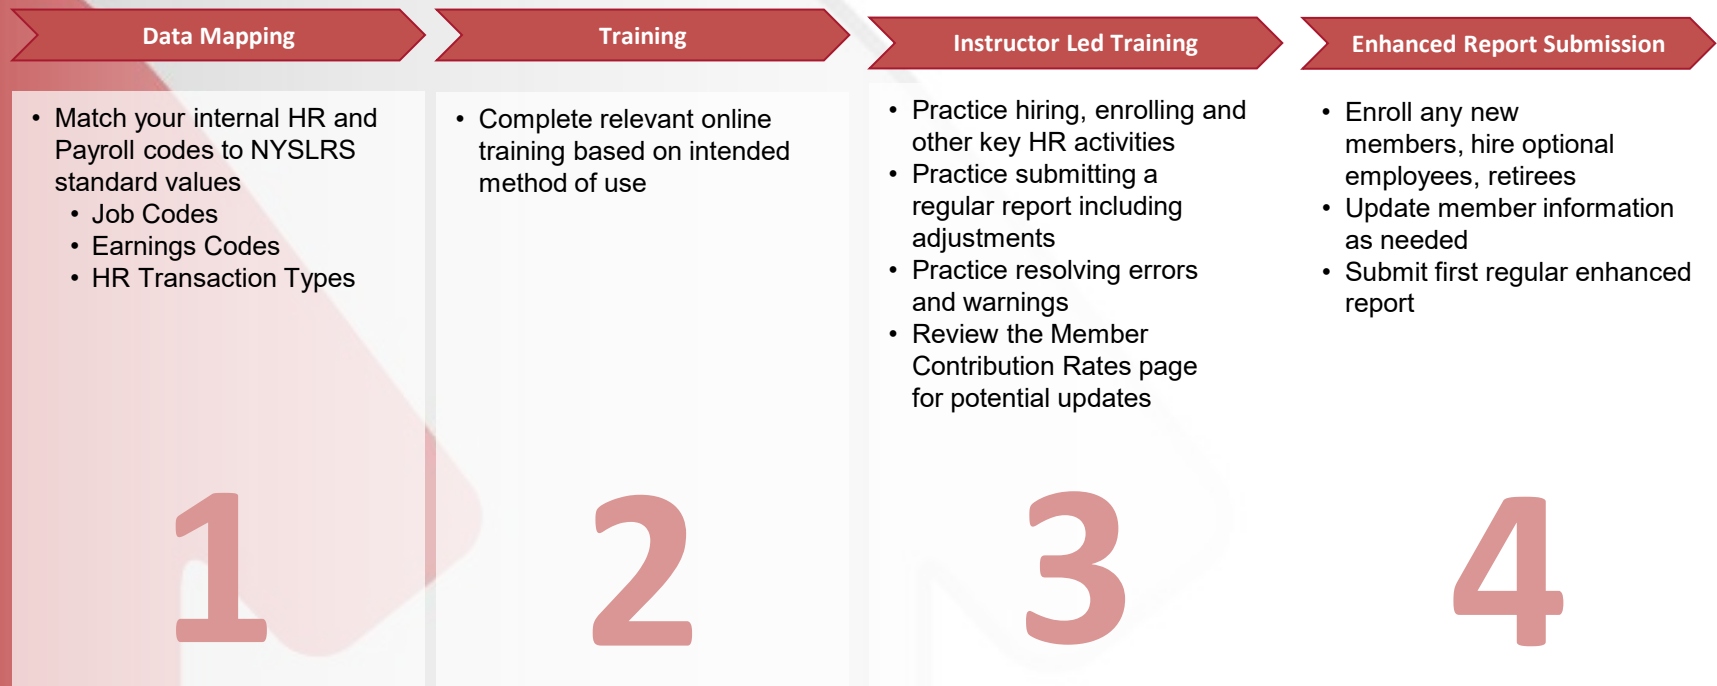 Data Mapping
• Match your internal HR and
Payroll codes to NYSLRS
standard values
• Job Codes
• Earnings Codes
• HR Transaction Types
1
Training
• Complete relevant online
training based on intended
method of use
2
Instructor Led Training
• Practice hiring, enrolling and
other key HR activities
• Practice submitting a
regular report including
adjustments
• Practice resolving errors
and warnings
• Review the Member
Contribution Rates page
for potential updates
3
Enhanced Report Submission
• Enroll any new
members, hire optional
employees, retirees
• Update member information
as needed
• Submit first regular enhanced
report
4